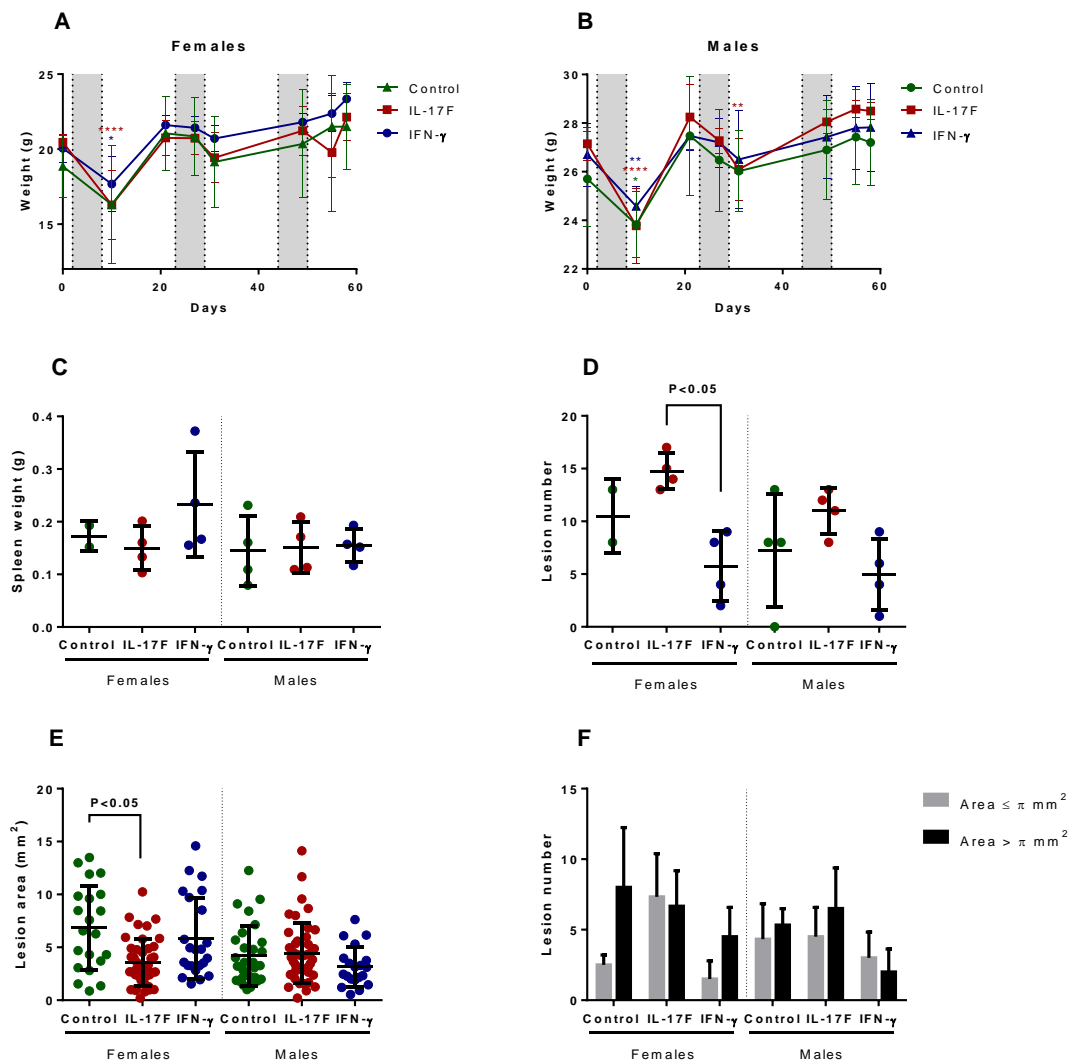 A
Females
Weight (g)
25
20
15
****
*
0 20 40 60
Days
Control
IL-17F
IFN-γ
B
Males
Weight (g)
30
28
26
24
22
**
****
*
**
0 20 40 60
Days
Control
IL-17F
IFN-γ
C
Spleen weight (g)
0.4
0.3
0.2
0.1
0.0
Control IL-17F IFN-γ Control IL-17F IFN-γ
Females Males
D
P<0.05
Lesion number
20
15
10
5
0
Control IL-17F IFN-γ Control IL-17F IFN-γ
Females Males
E
P<0.05
Lesion area (mm²)
20
15
10
5
0
Control IL-17F IFN-γ Control IL-17F IFN-γ
Females Males
F
Lesion number
15
10
5
0
Control IL-17F IFN-γ Control IL-17F IFN-γ
Females Males
Area ≤ π mm²
Area > π mm²